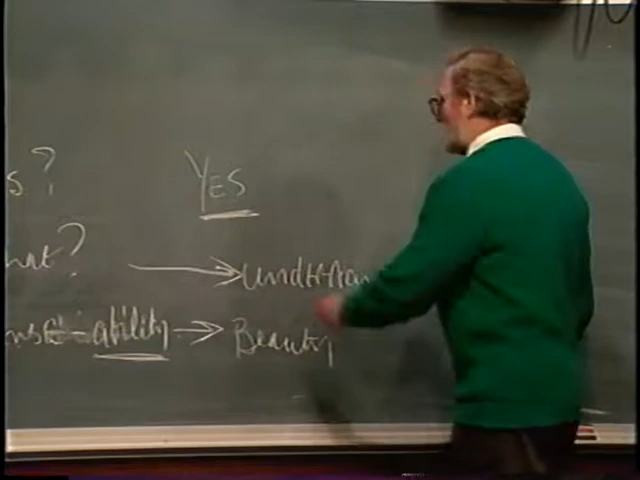 s? YES
hat? → understan
ability → Beauty